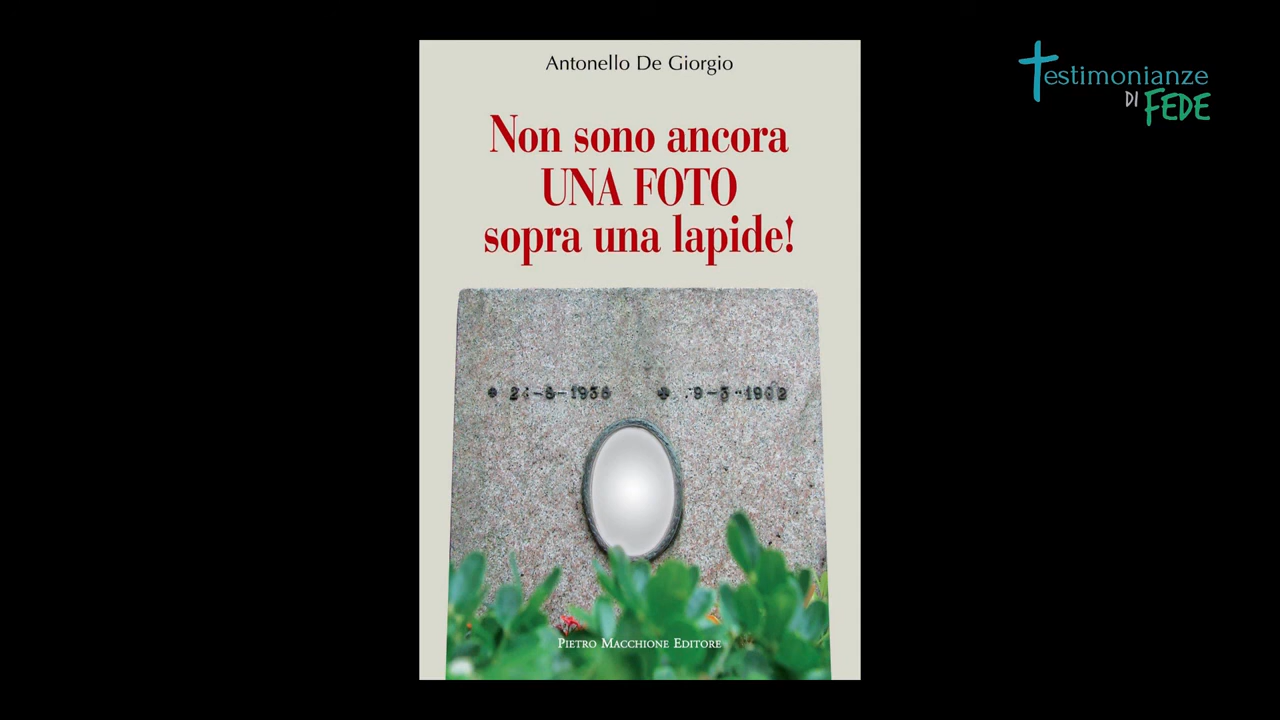 Antonello De Giorgio
Testimonianze
DI FEDE
Non sono ancora
UNA FOTO
sopra una lapide!
PIETRO MACCHIONE EDITORE